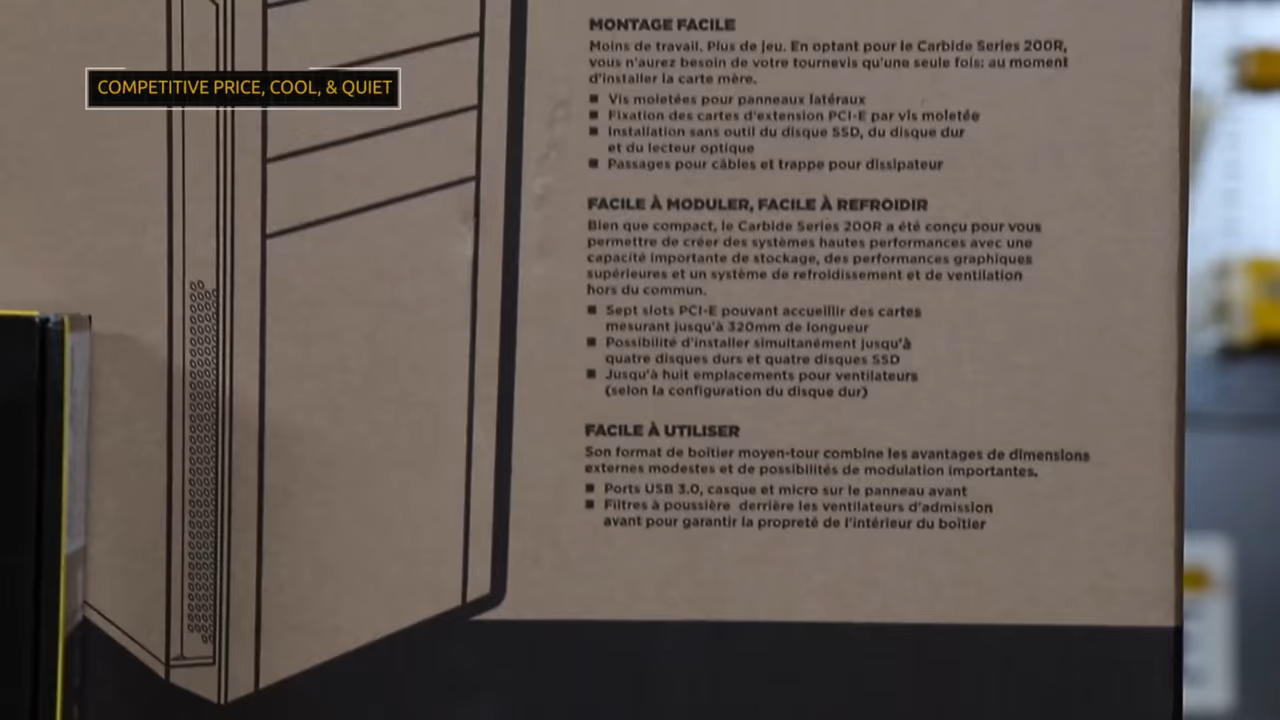 COMPETITIVE PRICE, COOL, & QUIET
MONTAGE FACILE
Moins de travail. Plus de jeu. En optant pour le Carbide Series 200R,
vous n'aurez besoin de votre tournevis qu'une seule fois: au moment
d'installer la carte mère.
■ Vis moletées pour panneaux latéraux
■ Fixation des cartes d'extension PCI-E par vis moletée
■ Installation sans outil du disque SSD, du disque dur
et du lecteur optique
■ Passages pour câbles et trappe pour dissipateur
FACILE À MODULER, FACILE À REFROIDIR
Bien que compact, le Carbide Series 200R a été conçu pour vous
permettre de créer des systèmes hautes performances avec une
capacité importante de stockage, des performances graphiques
supérieures et un système de refroidissement et de ventilation
hors du commun.
■ Sept slots PCI-E pouvant accueillir des cartes
mesurant jusqu'à 320mm de longueur
■ Possibilité d'installer simultanément jusqu'à
quatre disques durs et quatre disques SSD
■ Jusqu'à huit emplacements pour ventilateurs
(selon la configuration du disque dur)
FACILE À UTILISER
Son format de boîtier moyen-tour combine les avantages de dimensions
externes modestes et de possibilités de modulation importantes.
■ Ports USB 3.0, casque et micro sur le panneau avant
■ Filtres à poussière derrière les ventilateurs d'admission
avant pour garantir la propreté de l'intérieur du boîtier